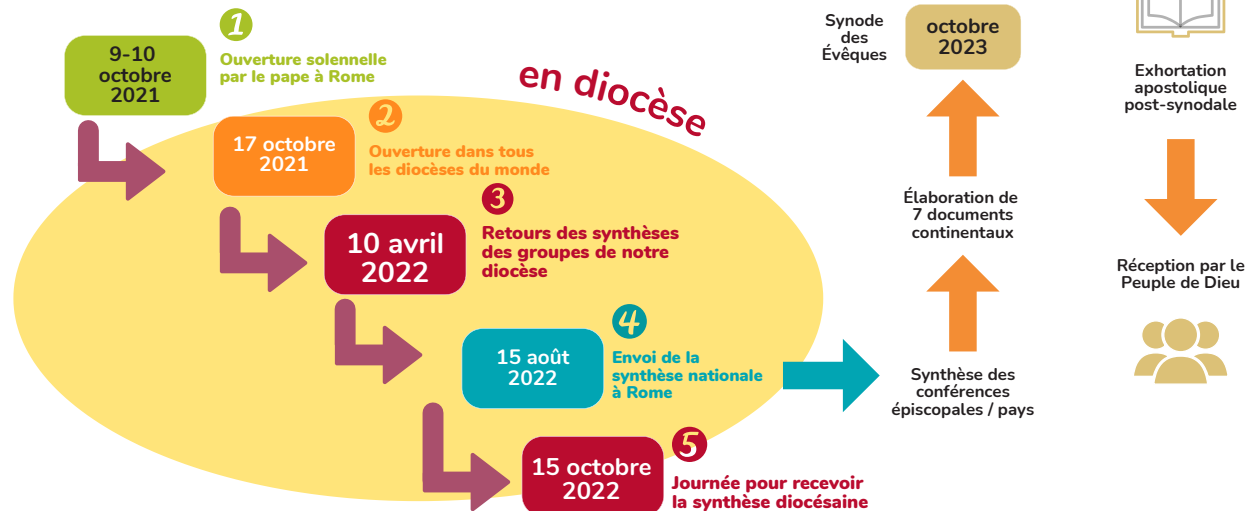 1
9-10
octobre
2021
Ouverture solennelle
par le pape à Rome
en diocèse
2
17 octobre
2021
Ouverture dans tous
les diocèses du monde
3
10 avril
2022
Retours des synthèses
des groupes de notre
diocèse
4
15 août
2022
Envoi de la
synthèse nationale
à Rome
5
15 octobre
2022
Journée pour recevoir
la synthèse diocésaine
Synode
des
Évêques
octobre
2023
Élaboration de
7 documents
continentaux
Synthèse des
conférences
épiscopales / pays
Exhortation
apostolique
post-synodale
Réception par le
Peuple de Dieu